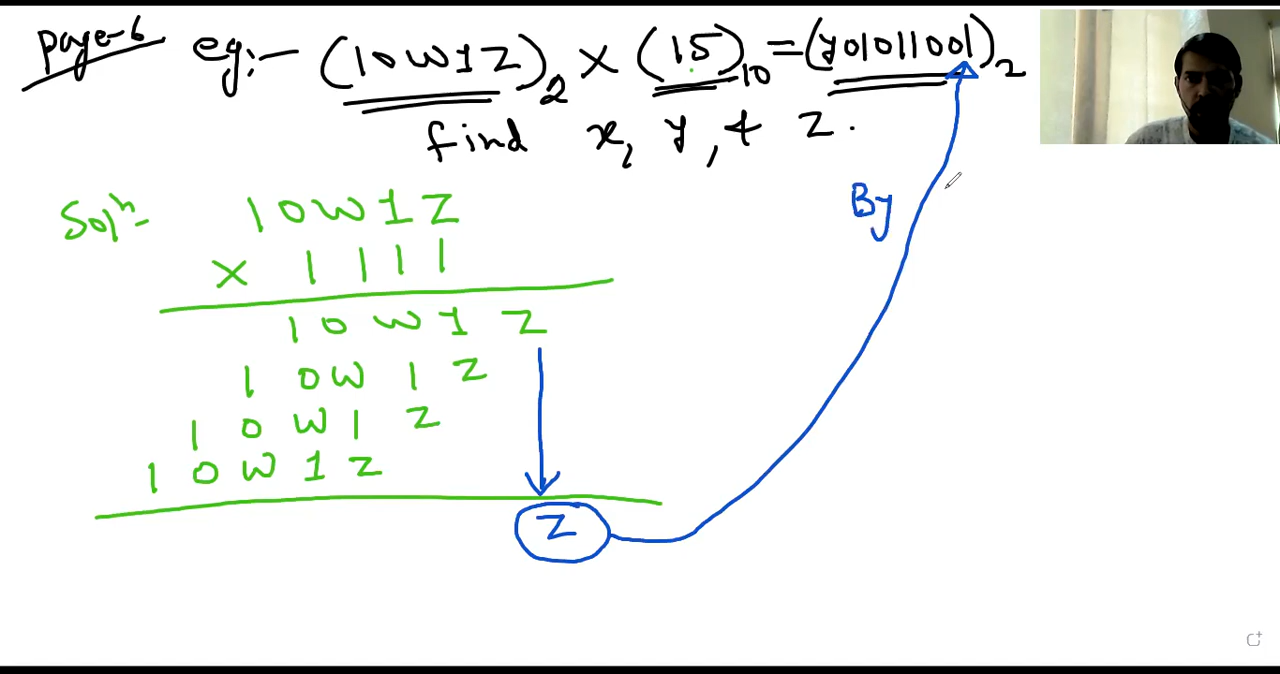 Page-6 eg:- (10W1Z)₂ × (15)₁₀ = (y01011001)₂
find x, y, & Z.
Solⁿ- 10W1Z
× 1111
10W1Z
10W1Z
10W1Z
10W1Z
Z
By